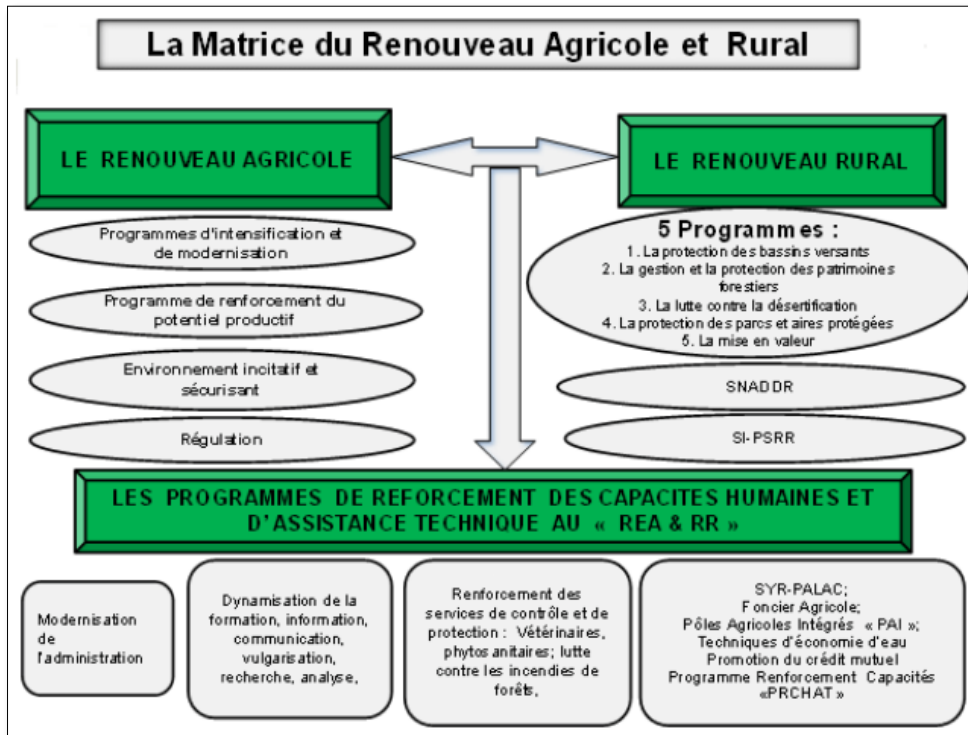 La Matrice du Renouveau Agricole et Rural
LE RENOUVEAU AGRICOLE
Programmes d'intensification et
de modernisation
Programme de renforcement du
potentiel productif
Environnement incitatif et
sécurisant
Régulation
LE RENOUVEAU RURAL
5 Programmes :
1. La protection des bassins versants
2. La gestion et la protection des patrimoines
forestiers
3. La lutte contre la désertification
4. La protection des parcs et aires protégées
5. La mise en valeur
SNADDR
SI-PSRR
LES PROGRAMMES DE REFORCEMENT DES CAPACITES HUMAINES ET
D'ASSISTANCE TECHNIQUE AU « REA & RR »
Modernisation
de
l'administration
Dynamisation de la
formation, information,
communication,
vulgarisation,
recherche, analyse,
Renforcement des
services de contrôle et de
protection : Vétérinaires,
phytosanitaires; lutte
contre les incendies de
forêts,
SYR-PALAC;
Foncier Agricole;
Pôles Agricoles Intégrés « PAI »;
Techniques d'économie d'eau
Promotion du crédit mutuel
Programme Renforcement Capacités
«PRCHAT »